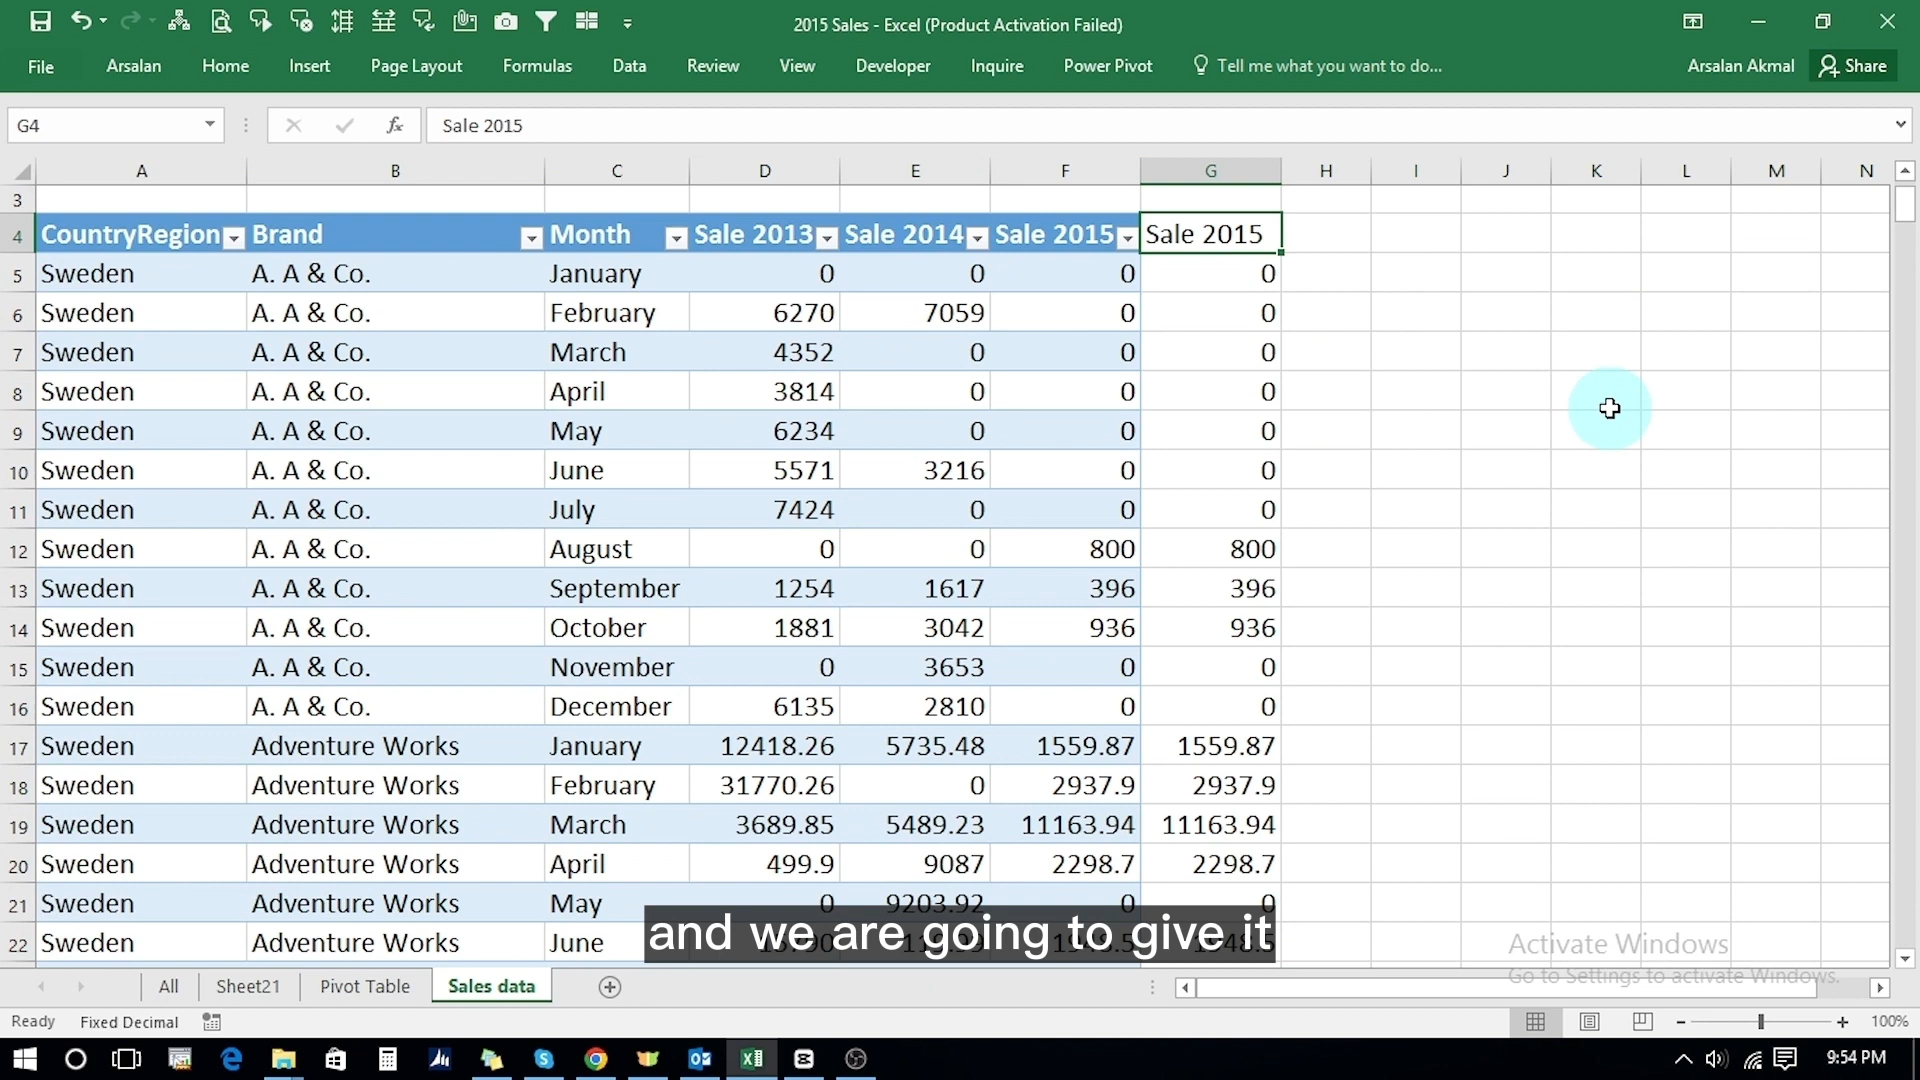 2015 Sales - Excel (Product Activation Failed)
File Arsalan Home Insert Page Layout Formulas Data Review View Developer Inquire Power Pivot Tell me what you want to do... Arsalan Akmal Share
G4 fx Sale 2015
A B C D E F G H I J K L M N
3
4 CountryRegion Brand Month Sale 2013 Sale 2014 Sale 2015 Sale 2015
5 Sweden A. A & Co. January 0 0 0 0
6 Sweden A. A & Co. February 6270 7059 0 0
7 Sweden A. A & Co. March 4352 0 0 0
8 Sweden A. A & Co. April 3814 0 0 0
9 Sweden A. A & Co. May 6234 0 0 0
10 Sweden A. A & Co. June 5571 3216 0 0
11 Sweden A. A & Co. July 7424 0 0 0
12 Sweden A. A & Co. August 0 0 800 800
13 Sweden A. A & Co. September 1254 1617 396 396
14 Sweden A. A & Co. October 1881 3042 936 936
15 Sweden A. A & Co. November 0 3653 0 0
16 Sweden A. A & Co. December 6135 2810 0 0
17 Sweden Adventure Works January 12418.26 5735.48 1559.87 1559.87
18 Sweden Adventure Works February 31770.26 0 2937.9 2937.9
19 Sweden Adventure Works March 3689.85 5489.23 11163.94 11163.94
20 Sweden Adventure Works April 499.9 9087 2298.7 2298.7
21 Sweden Adventure Works May 0 9203.92 0 0
22 Sweden Adventure Works June
and we are going to give it
Activate Windows
Go to Settings to activate Windows.
All Sheet21 Pivot Table Sales data
Ready Fixed Decimal 100%
9:54 PM